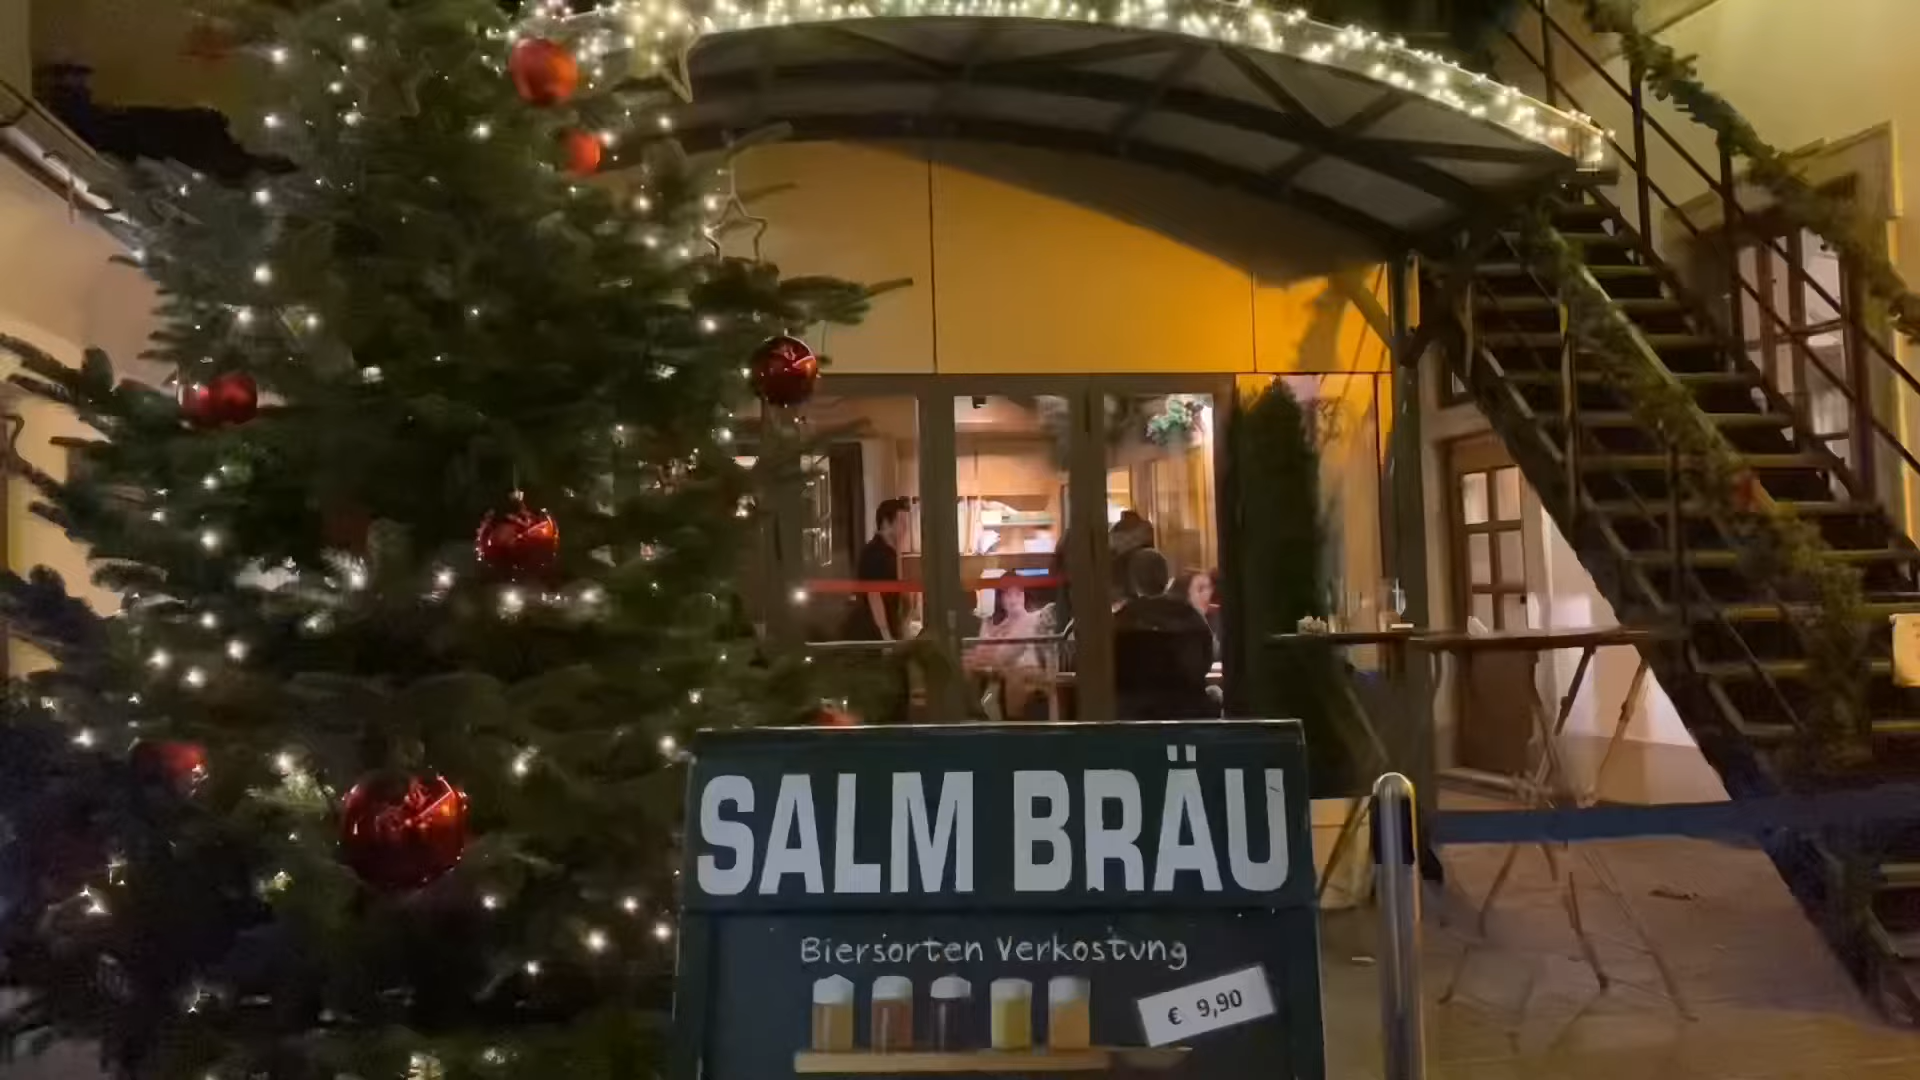 SALM BRÄU
Biersorten Verkostung
€ 9,90